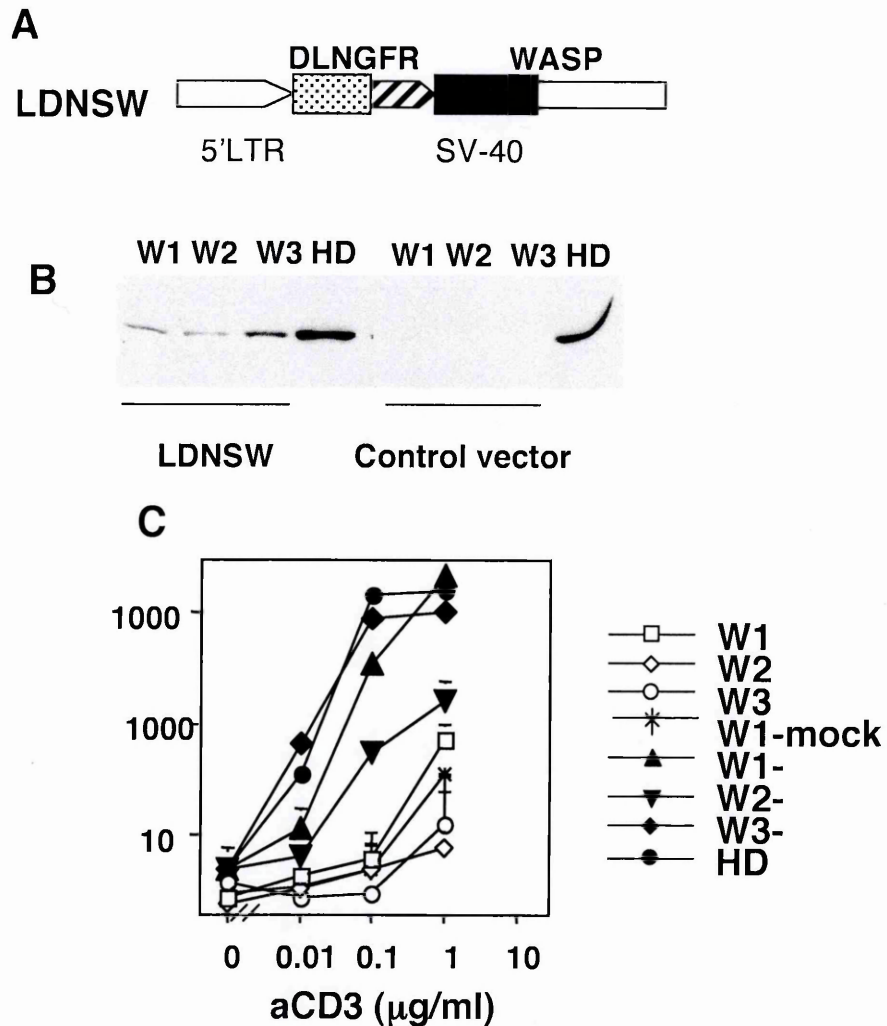 A
DLNGFR WASP
LDNSW
5'LTR SV-40
W1 W2 W3 HD W1 W2 W3 HD
B
LDNSW Control vector
C
1000
1000
10
0 0.01 0.1 1 10
aCD3 (μg/ml)
W1
W2
W3
W1-mock
W1-
W2-
W3-
HD